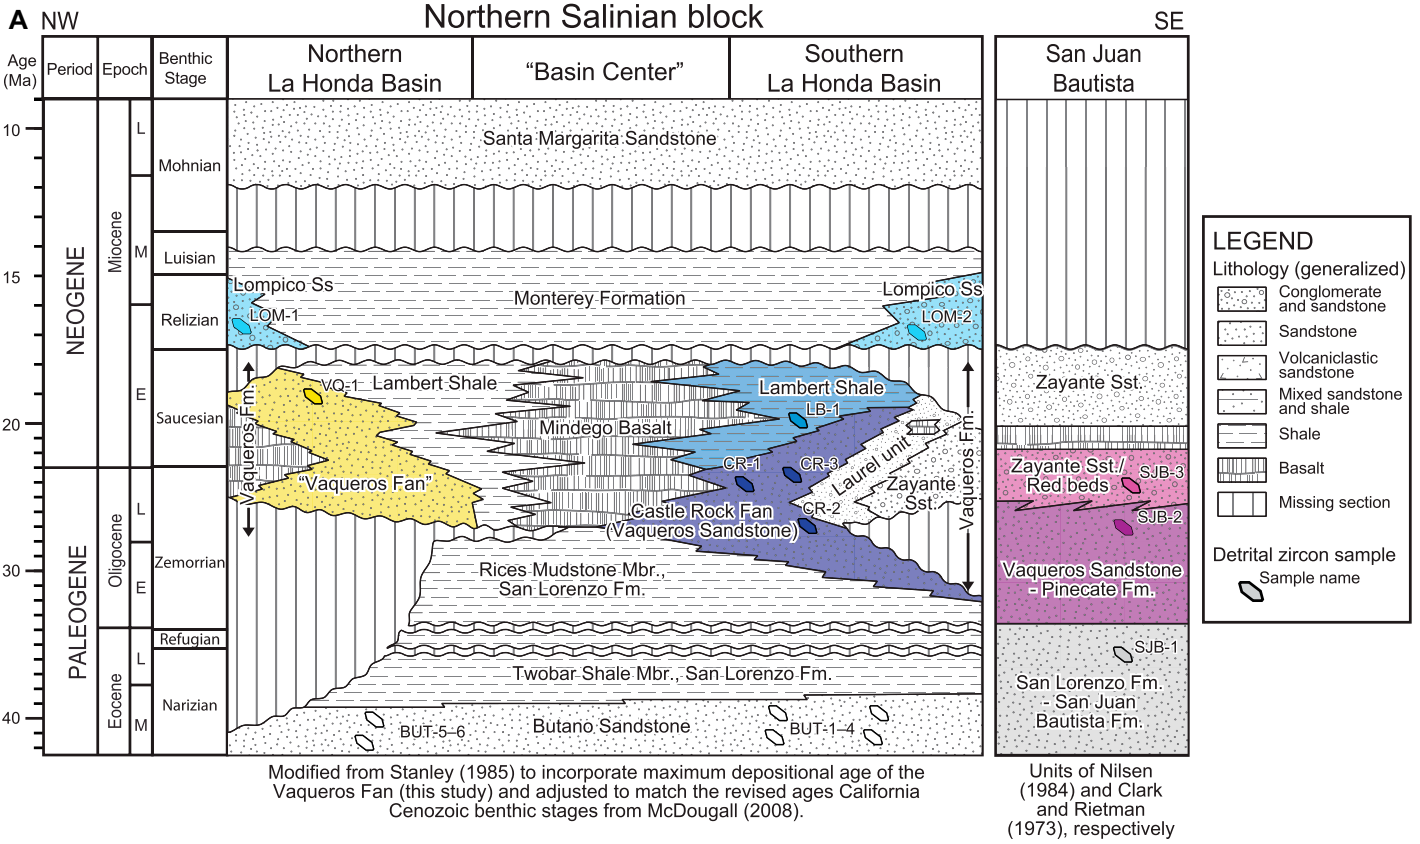 A NW
Northern Salinian block
SE
Age
(Ma)
Period
Epoch
Benthic
Stage
Northern
La Honda Basin
“Basin Center”
Southern
La Honda Basin
San Juan
Bautista
10
15
20
30
40
NEOGENE
PALEOGENE
Miocene
Oligocene
Eocene
L
M
E
L
E
L
M
Mohnian
Luisian
Relizian
Saucesian
Zemorrian
Refugian
Narizian
Santa Margarita Sandstone
Lompico Ss
LOM-1
Monterey Formation
Lompico Ss
LOM-2
Vaqueros Fm.
VQ-1
Lambert Shale
“Vaqueros Fan”
Mindego Basalt
Lambert Shale
LB-1
CR-1
CR-3
CR-2
Castle Rock Fan
(Vaqueros Sandstone)
Laurel unit
Zayante
Sst.
Vaqueros Fm.
Rices Mudstone Mbr.,
San Lorenzo Fm.
Twobar Shale Mbr., San Lorenzo Fm.
BUT-5–6
Butano Sandstone
BUT-1–4
Zayante Sst.
Zayante Sst./
Red beds
SJB-3
SJB-2
Vaqueros Sandstone
- Pinecate Fm.
SJB-1
San Lorenzo Fm.
- San Juan
Bautista Fm.
LEGEND
Lithology (generalized)
Conglomerate
and sandstone
Sandstone
Volcaniclastic
sandstone
Mixed sandstone
and shale
Shale
Basalt
Missing section
Detrital zircon sample
Sample name
Modified from Stanley (1985) to incorporate maximum depositional age of the
Vaqueros Fan (this study) and adjusted to match the revised ages California
Cenozoic benthic stages from McDougall (2008).
Units of Nilsen
(1984) and Clark
and Rietman
(1973), respectively